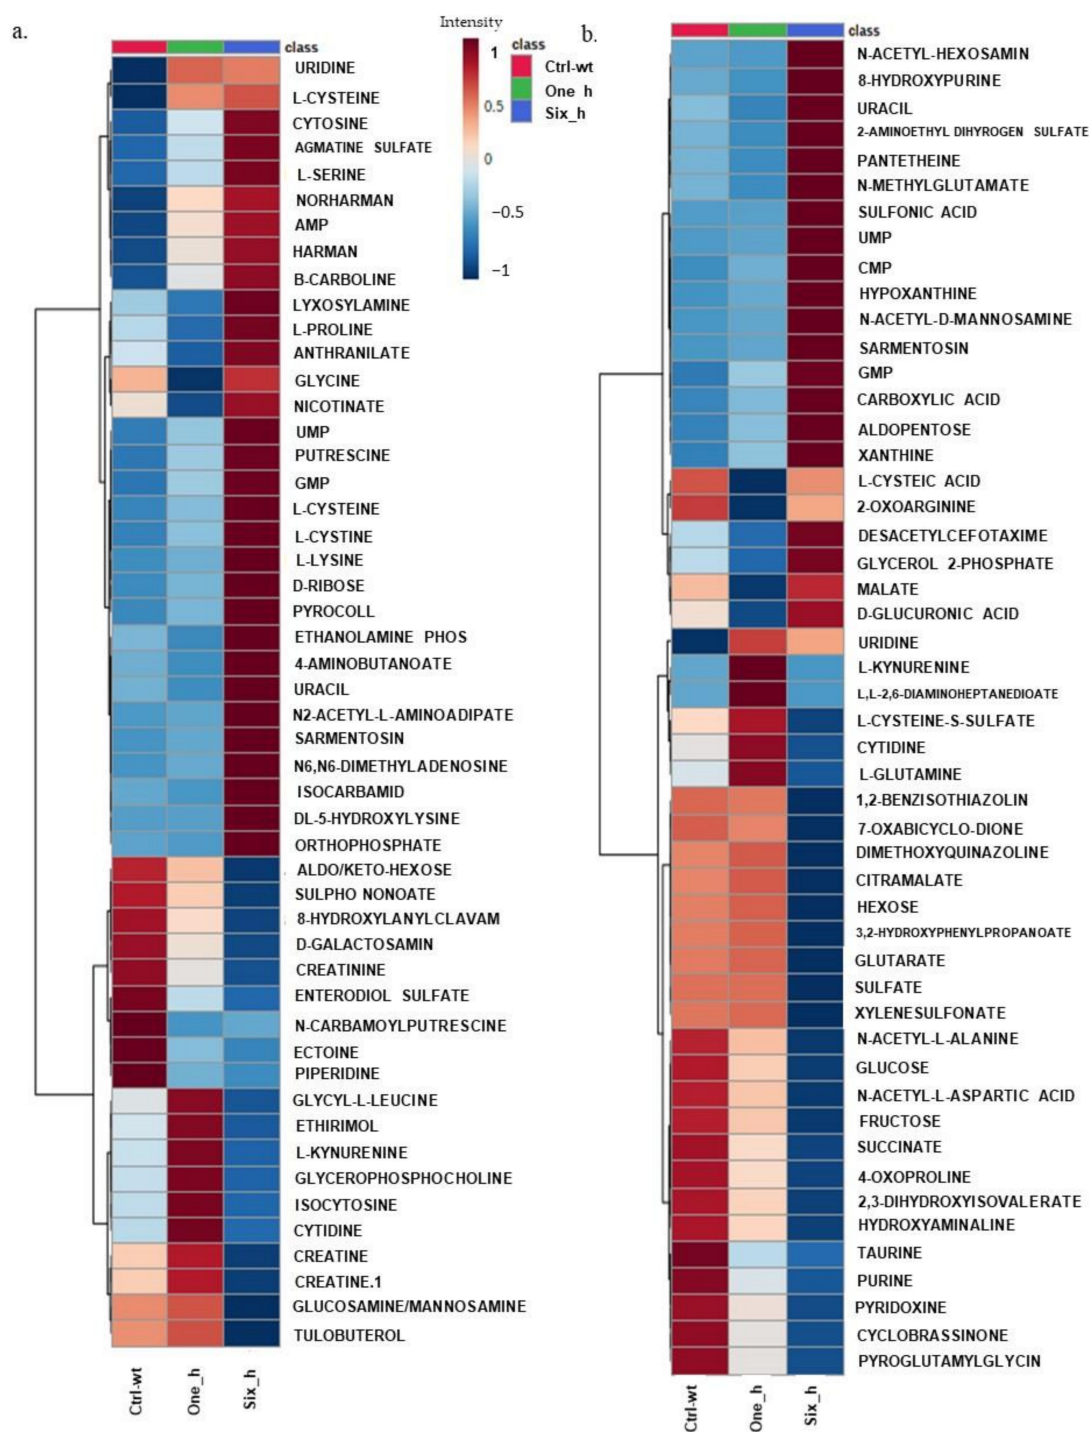 a.
class
URIDINE
L-CYSTEINE
CYTOSINE
AGMATINE SULFATE
L-SERINE
NORHARMAN
AMP
HARMAN
B-CARBOLINE
LYXOSYLAMINE
L-PROLINE
ANTHRANILATE
GLYCINE
NICOTINATE
UMP
PUTRESCINE
GMP
L-CYSTEINE
L-CYSTINE
L-LYSINE
D-RIBOSE
PYROCOLL
ETHANOLAMINE PHOS
4-AMINOBUTANOATE
URACIL
N2-ACETYL-L-AMINOADIPATE
SARMENTOSIN
N6,N6-DIMETHYLADENOSINE
ISOCARBAMID
DL-5-HYDROXYLYSINE
ORTHOPHOSPHATE
ALDO/KETO-HEXOSE
SULPHO NONOATE
8-HYDROXYLANYLCLAVAM
D-GALACTOSAMIN
CREATININE
ENTERODIOL SULFATE
N-CARBAMOYLPUTRESCINE
ECTOINE
PIPERIDINE
GLYCYL-L-LEUCINE
ETHIRIMOL
L-KYNURENINE
GLYCEROPHOSPHOCHOLINE
ISOCYTOSINE
CYTIDINE
CREATINE
CREATINE.1
GLUCOSAMINE/MANNOSAMINE
TULOBUTEROL
Ctrl-wt
One_h
Six_h
Intensity
1
0.5
0
−0.5
−1
class
Ctrl-wt
One_h
Six_h
b.
class
N-ACETYL-HEXOSAMIN
8-HYDROXYPURINE
URACIL
2-AMINOETHYL DIHYROGEN SULFATE
PANTETHEINE
N-METHYLGLUTAMATE
SULFONIC ACID
UMP
CMP
HYPOXANTHINE
N-ACETYL-D-MANNOSAMINE
SARMENTOSIN
GMP
CARBOXYLIC ACID
ALDOPENTOSE
XANTHINE
L-CYSTEIC ACID
2-OXOARGININE
DESACETYLCEFOTAXIME
GLYCEROL 2-PHOSPHATE
MALATE
D-GLUCURONIC ACID
URIDINE
L-KYNURENINE
L,L-2,6-DIAMINOHEPTANEDIOATE
L-CYSTEINE-S-SULFATE
CYTIDINE
L-GLUTAMINE
1,2-BENZISOTHIAZOLIN
7-OXABICYCLO-DIONE
DIMETHOXYQUINAZOLINE
CITRAMALATE
HEXOSE
3,2-HYDROXYPHENYLPROPANOATE
GLUTARATE
SULFATE
XYLENESULFONATE
N-ACETYL-L-ALANINE
GLUCOSE
N-ACETYL-L-ASPARTIC ACID
FRUCTOSE
SUCCINATE
4-OXOPROLINE
2,3-DIHYDROXYISOVALERATE
HYDROXYAMINALINE
TAURINE
PURINE
PYRIDOXINE
CYCLOBRASSINONE
PYROGLUTAMYLGLYCIN
Ctrl-wt
One_h
Six_h